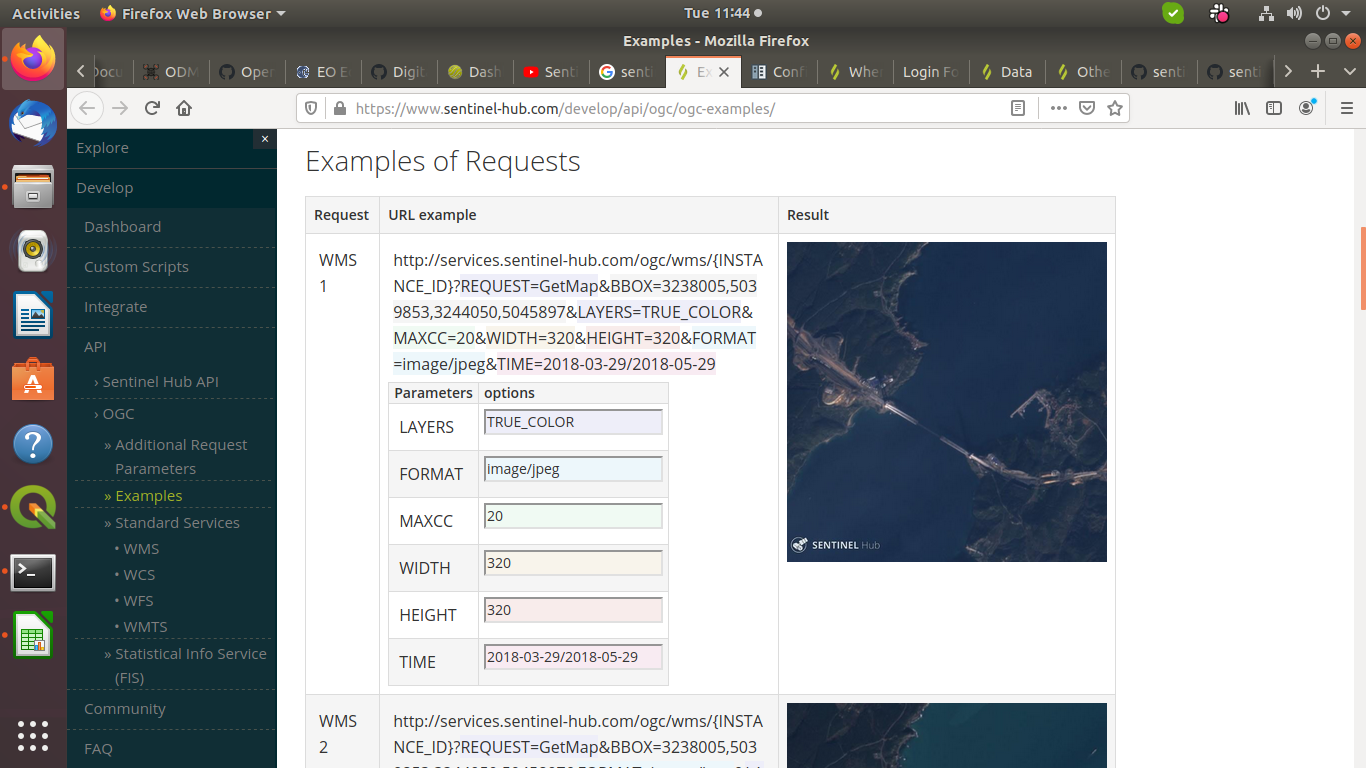 Activities
Firefox Web Browser
Tue 11:44
Examples - Mozilla Firefox
ODM
Oper
EO E
Digit
Dash
Senti
senti
Ex
Conf
When
Login Fo
Data
Othe
senti
senti
https://www.sentinel-hub.com/develop/api/ogc/ogc-examples/
Explore
Develop
Dashboard
Custom Scripts
Integrate
API
› Sentinel Hub API
› OGC
» Additional Request
Parameters
» Examples
» Standard Services
• WMS
• WCS
• WFS
• WMTS
» Statistical Info Service
(FIS)
Community
FAQ
Examples of Requests
Request
URL example
Result
WMS
1
http://services.sentinel-hub.com/ogc/wms/{INSTA
NCE_ID}?REQUEST=GetMap&BBOX=3238005,503
9853,3244050,5045897&LAYERS=TRUE_COLOR&
MAXCC=20&WIDTH=320&HEIGHT=320&FORMAT
=image/jpeg&TIME=2018-03-29/2018-05-29
Parameters options
LAYERS TRUE_COLOR
FORMAT image/jpeg
MAXCC 20
WIDTH 320
HEIGHT 320
TIME 2018-03-29/2018-05-29
SENTINEL Hub
WMS
2
http://services.sentinel-hub.com/ogc/wms/{INSTA
NCE_ID}?REQUEST=GetMap&BBOX=3238005,503